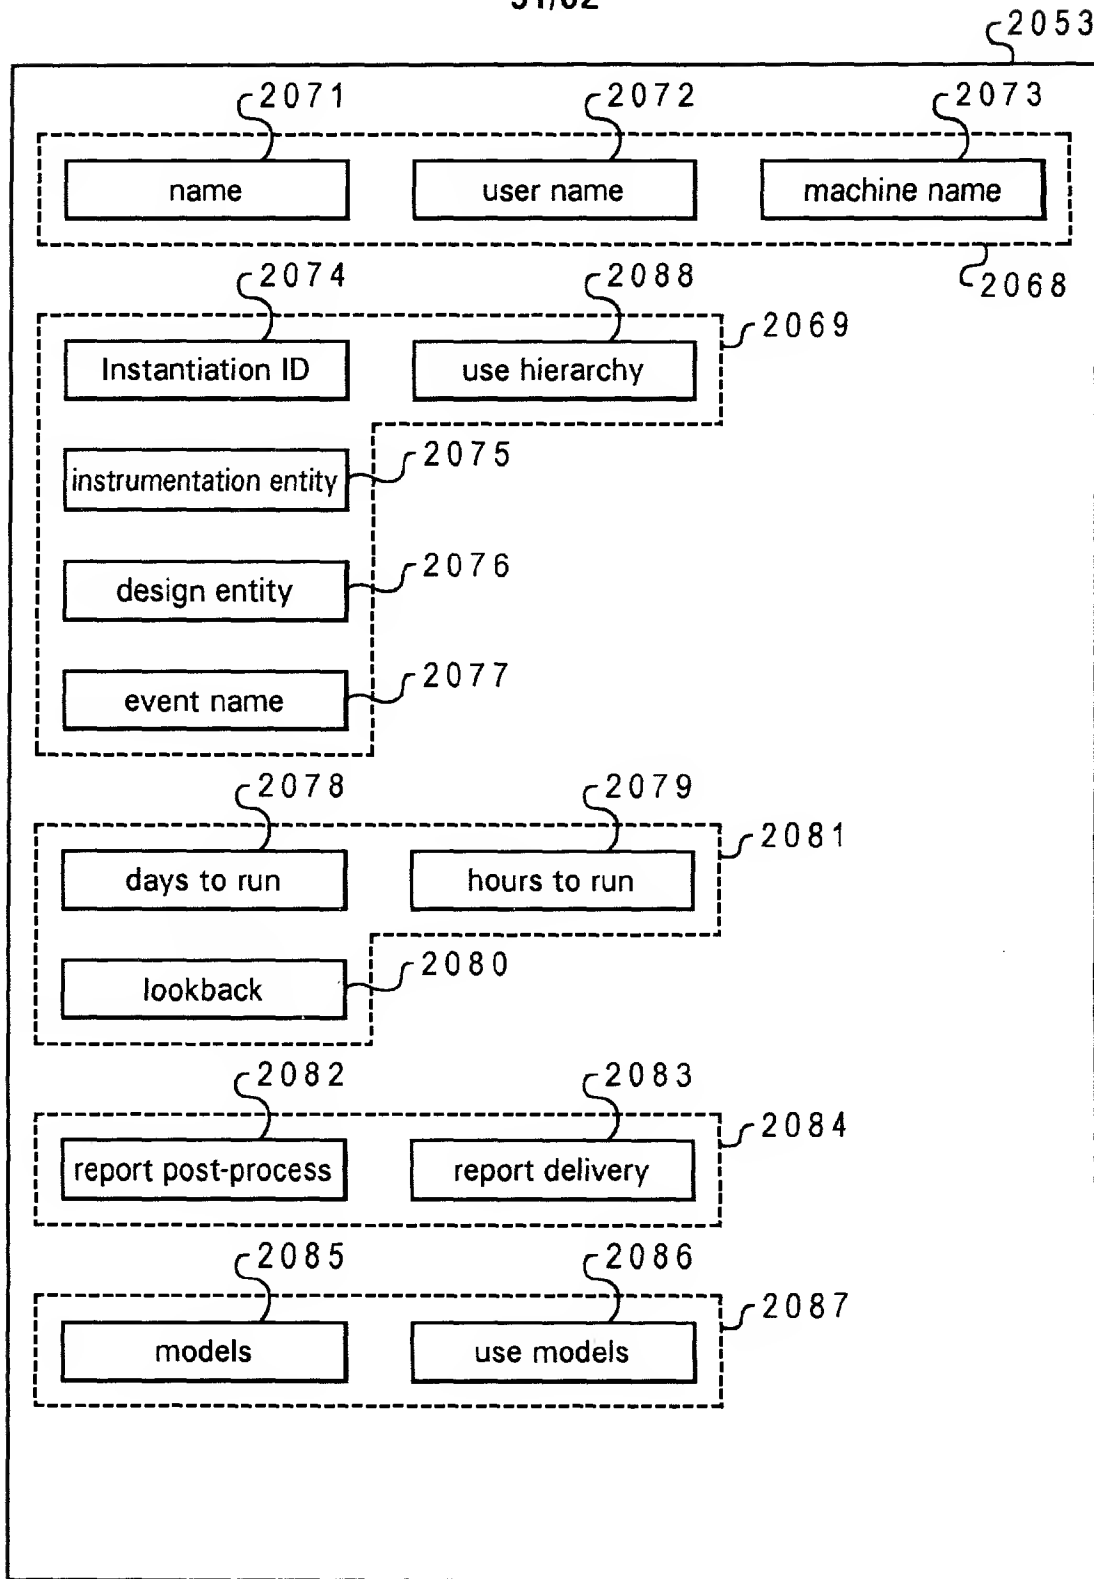 2053
2071 2072 2073
name user name machine name
2068
2074 2088
2069
Instantiation ID use hierarchy
2075
instrumentation entity
2076
design entity
2077
event name
2078 2079
2081
days to run hours to run
2080
lookback
2082 2083
2084
report post-process report delivery
2085 2086
2087
models use models